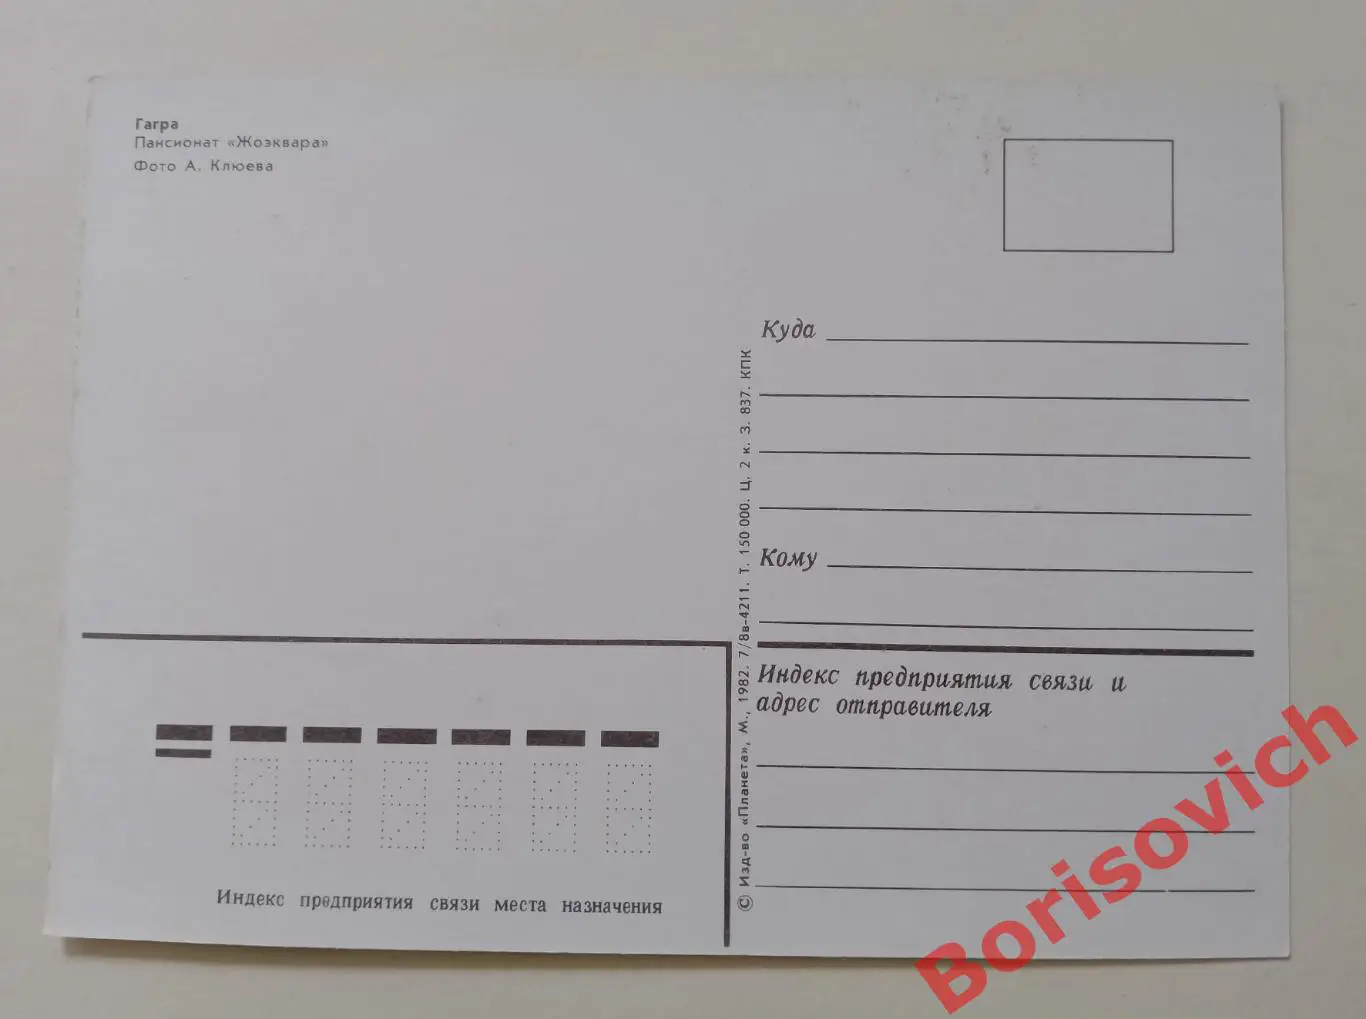 Гагра
Пансионат «Жоэквара»
Фото А. Клюева
Куда
Кому
Индекс предприятия связи и
адрес отправителя
Индекс предприятия связи места назначения
© Изд-во «Планета», М., 1982. 7/8в-4211. Т. 150 000. Ц. 2 к. З. 837. КПК
Borisovich